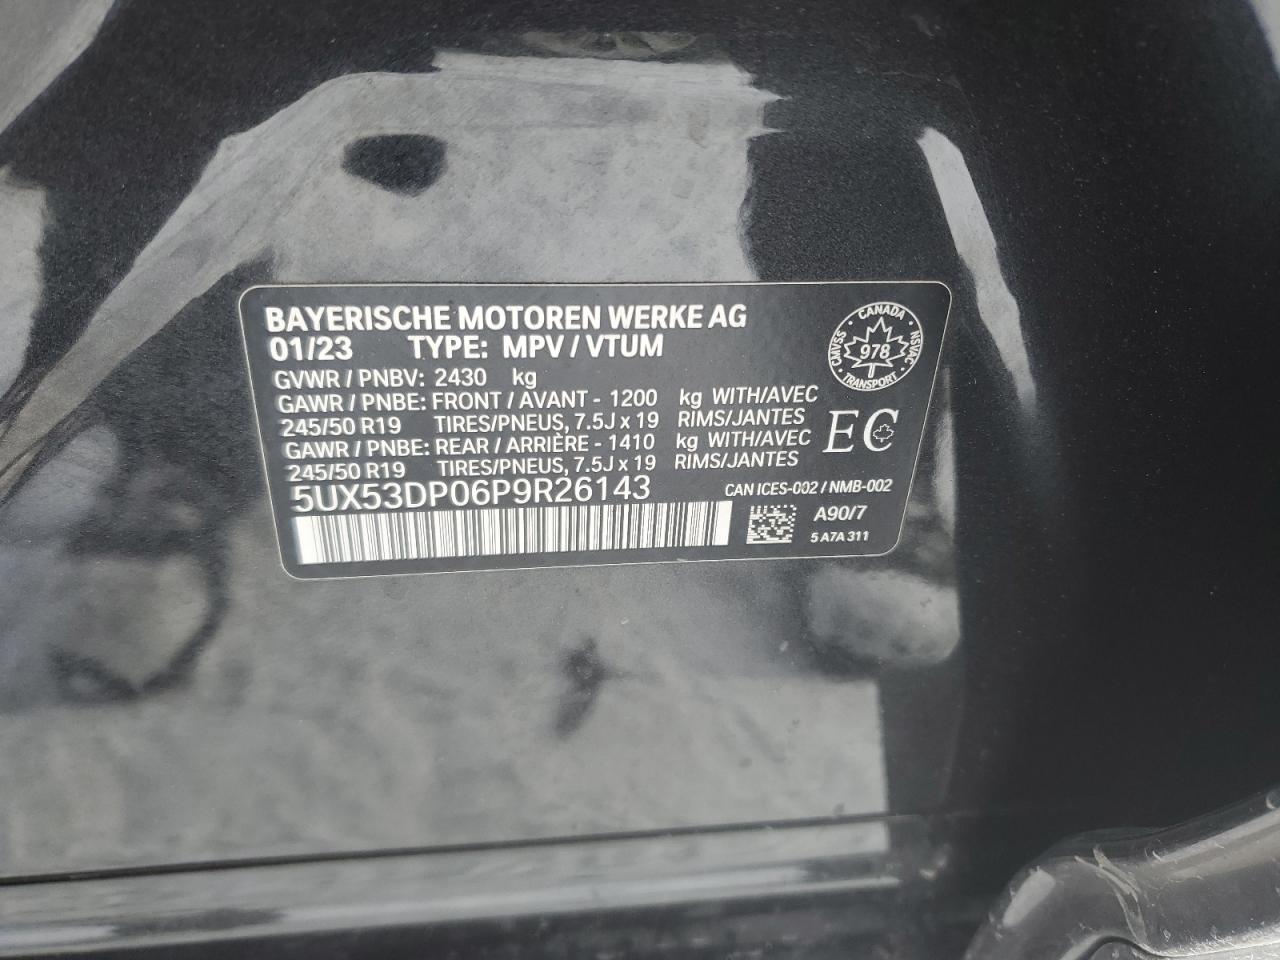 BAYERISCHE MOTOREN WERKE AG
01/23 TYPE: MPV / VTUM
GVWR / PNBV: 2430 kg
GAWR / PNBE: FRONT / AVANT - 1200 kg WITH/AVEC
245/50 R19 TIRES/PNEUS, 7.5J x 19 RIMS/JANTES
GAWR / PNBE: REAR / ARRIÈRE - 1410 kg WITH/AVEC
245/50 R19 TIRES/PNEUS, 7.5J x 19 RIMS/JANTES
5UX53DP06P9R26143
CANADA
CMVSS
978
NSVAC
TRANSPORT
EC
CAN ICES-002 / NMB-002
A90/7
5 A7A 311